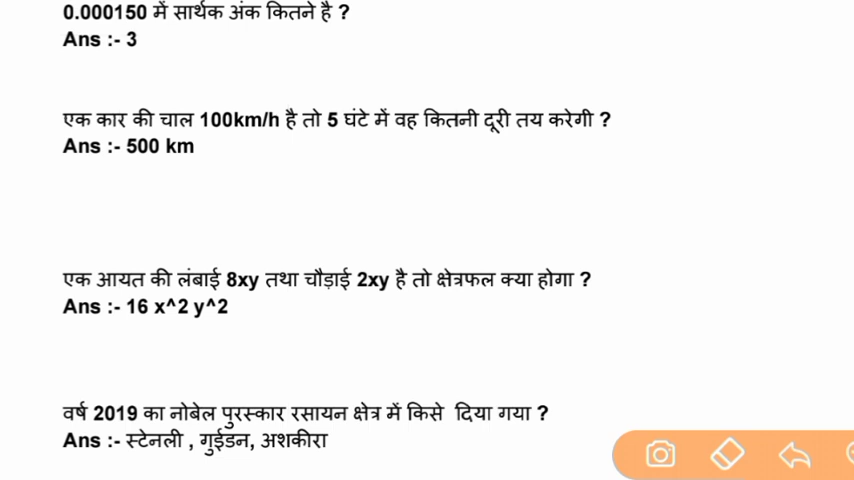 0.000150 में सार्थक अंक कितने है ?
Ans :- 3
एक कार की चाल 100km/h है तो 5 घंटे में वह कितनी दूरी तय करेगी ?
Ans :- 500 km
एक आयत की लंबाई 8xy तथा चौड़ाई 2xy है तो क्षेत्रफल क्या होगा ?
Ans :- 16 x^2 y^2
वर्ष 2019 का नोबेल पुरस्कार रसायन क्षेत्र में किसे दिया गया ?
Ans :- स्टेनली , गुईडन, अशकीरा